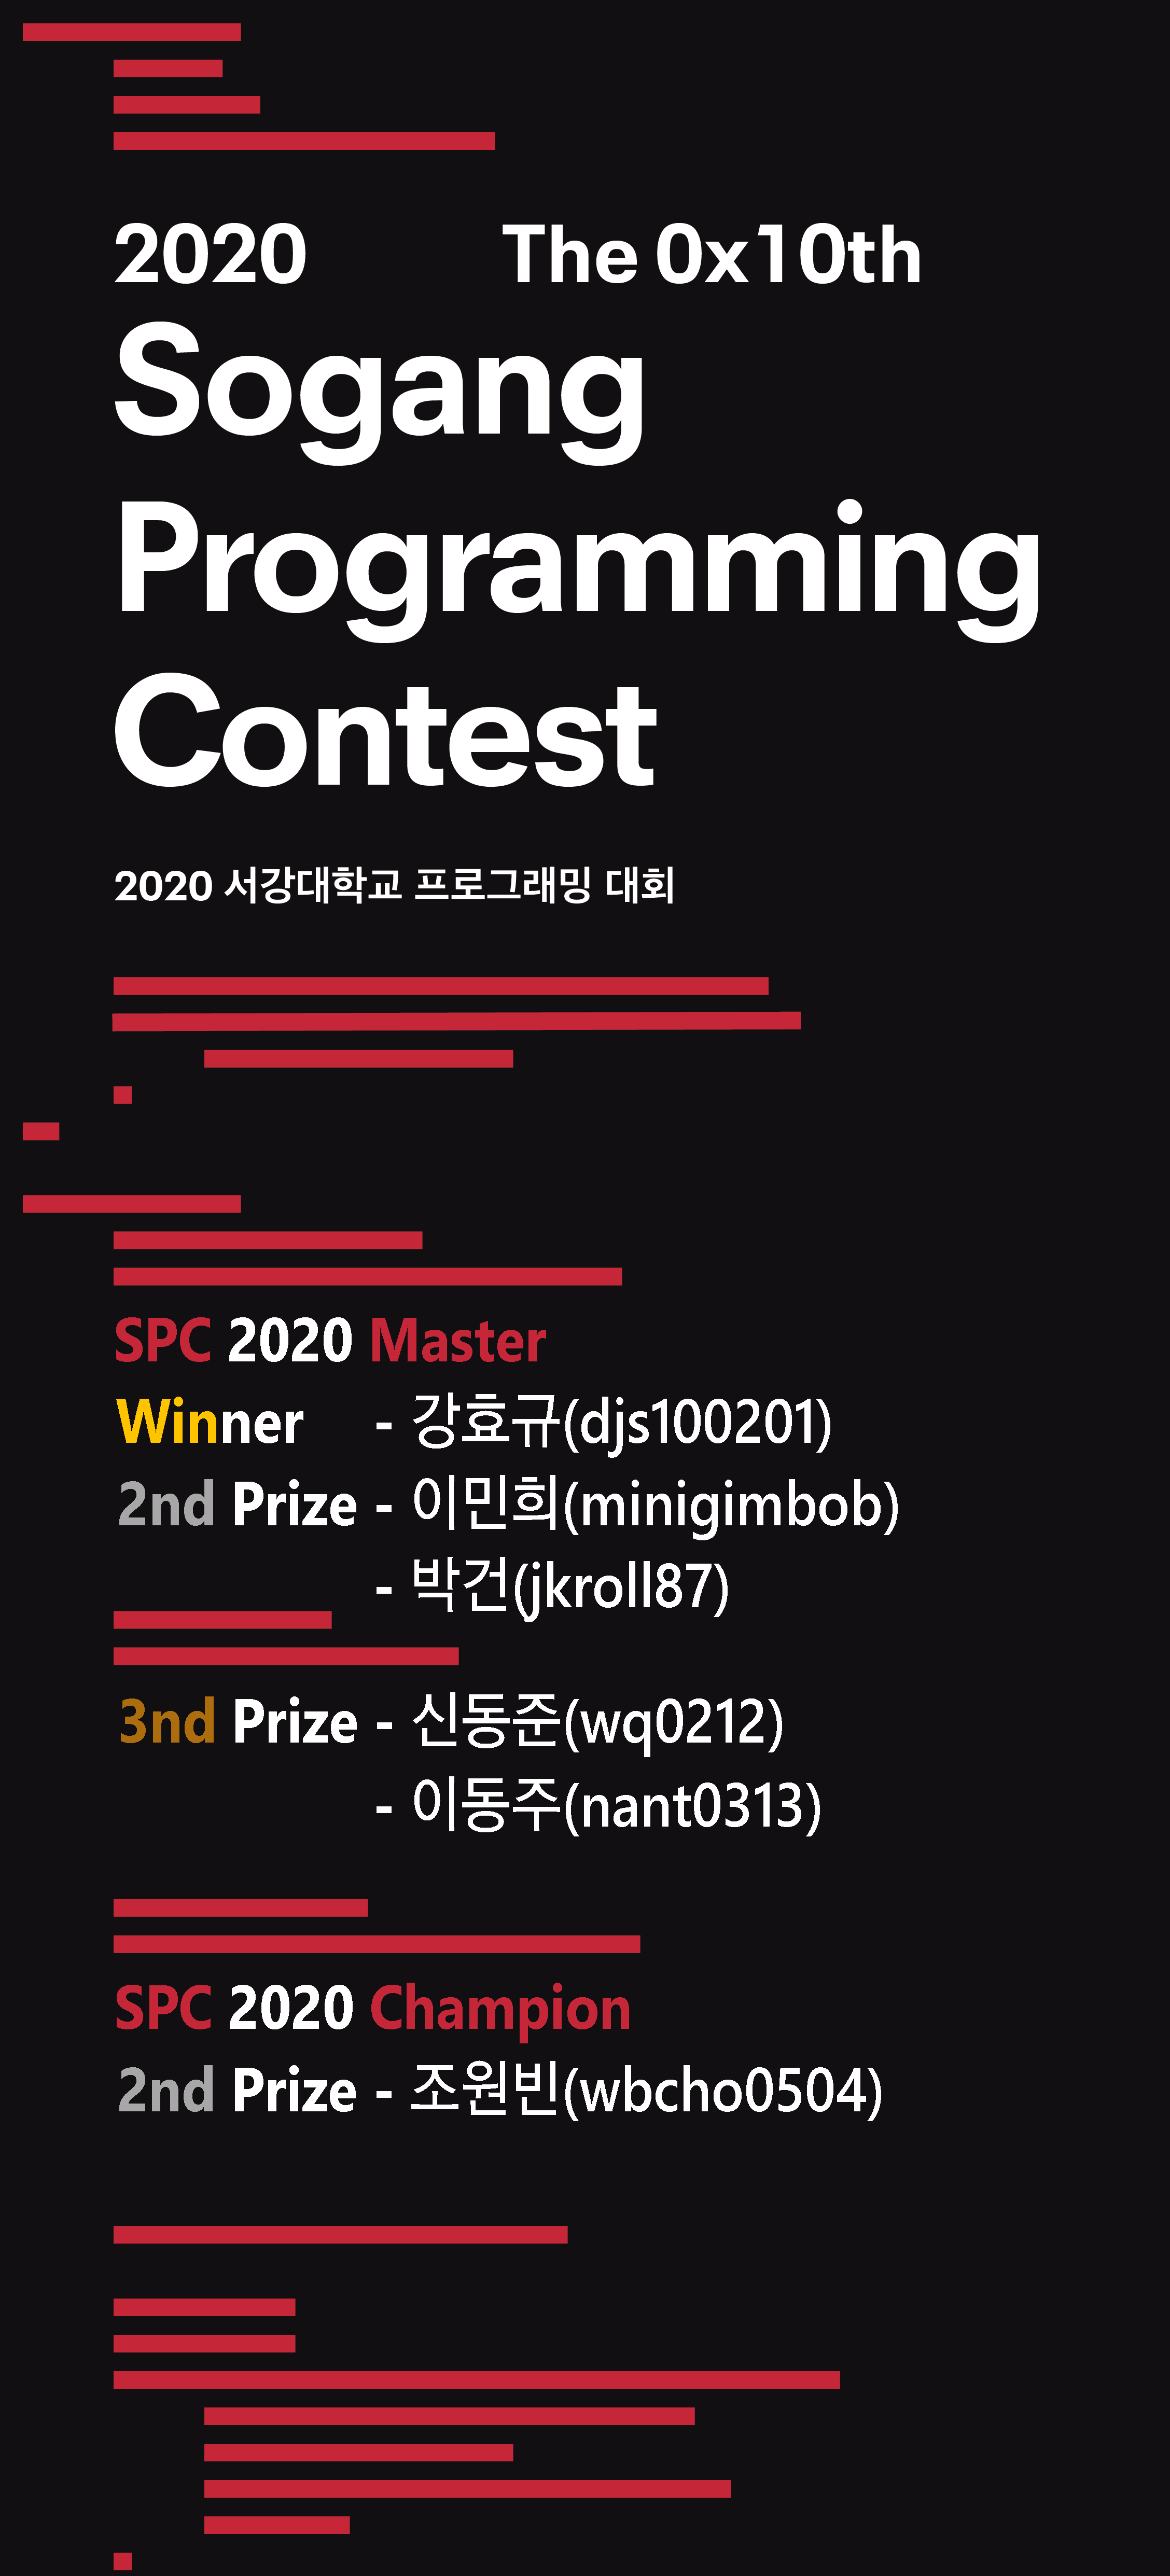 2020 The 0x10th
Sogang
Programming
Contest
2020 서강대학교 프로그래밍 대회
SPC 2020 Master
Winner - 강효규(djs100201)
2nd Prize - 이민희(minigimbob)
- 박건(jkroll87)
3nd Prize - 신동준(wq0212)
- 이동주(nant0313)
SPC 2020 Champion
2nd Prize - 조원빈(wbcho0504)